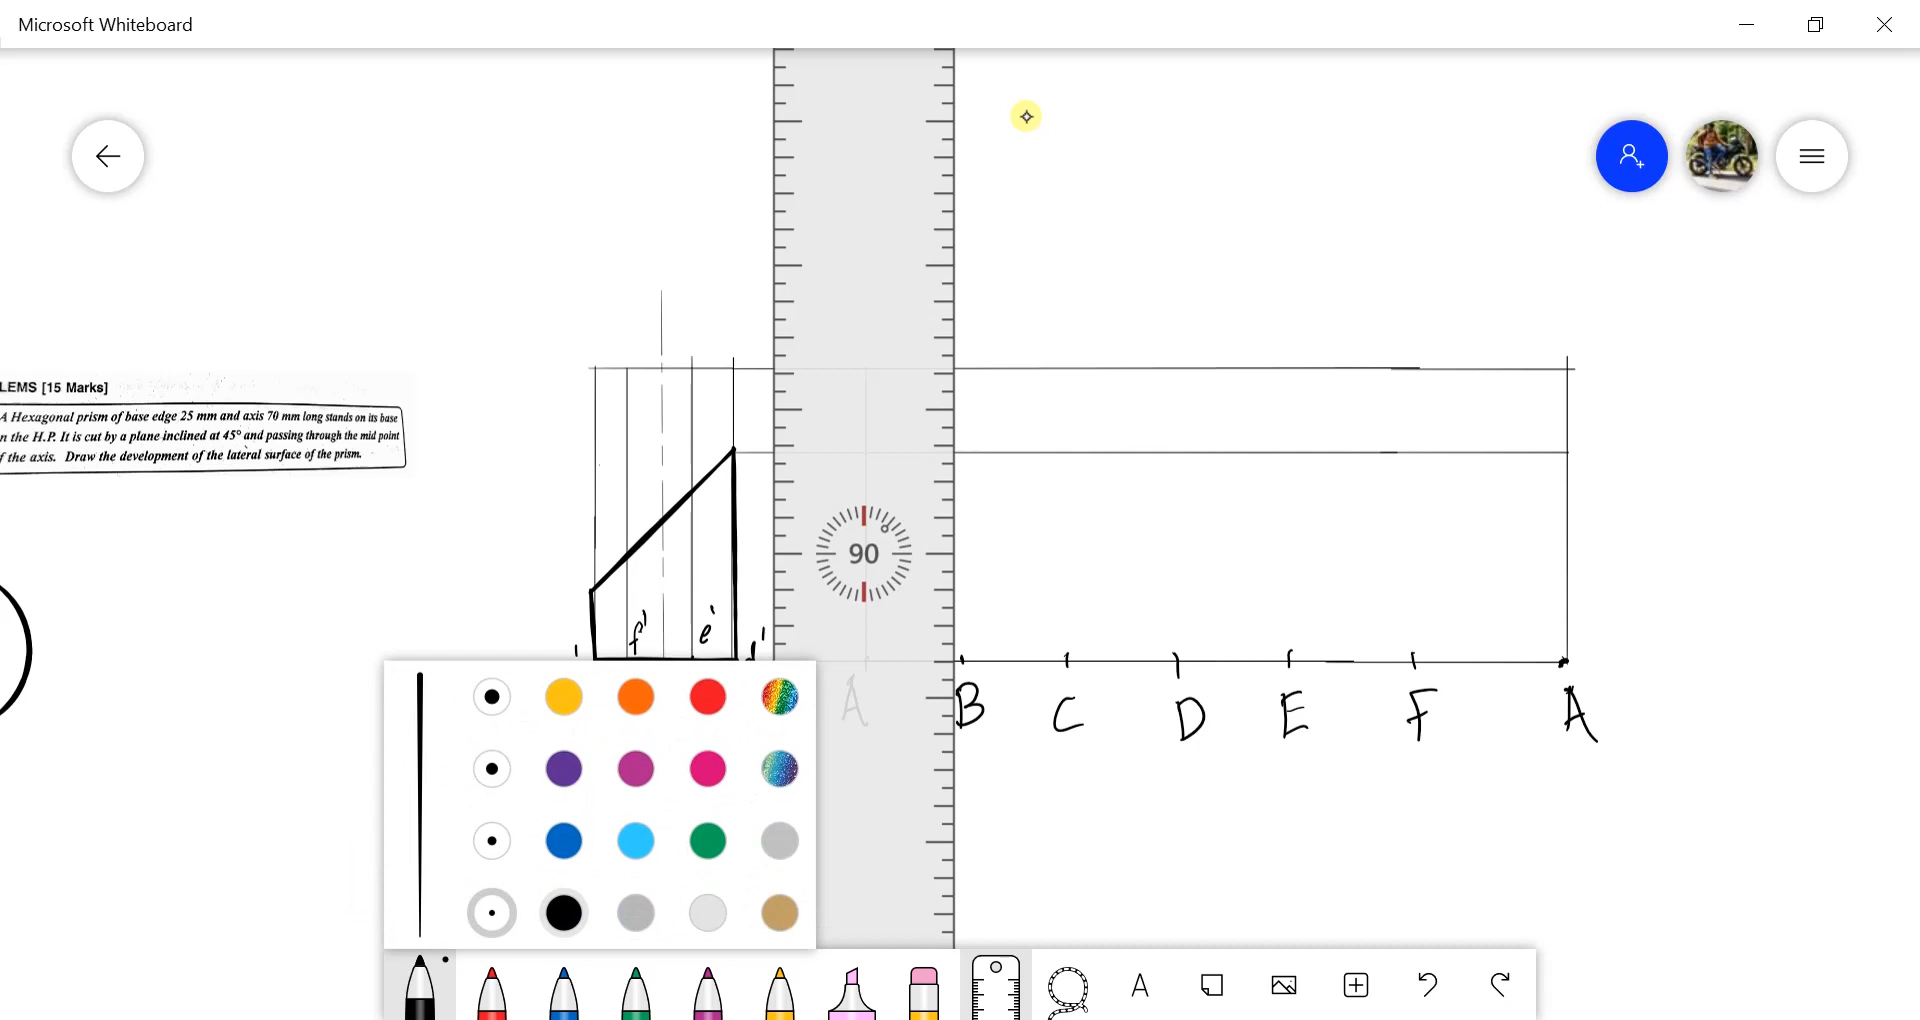 Microsoft Whiteboard
LEMS [15 Marks]
A Hexagonal prism of base edge 25 mm and axis 70 mm long stands on its base
n the H.P. It is cut by a plane inclined at 45° and passing through the mid point
f the axis. Draw the development of the lateral surface of the prism.
90°
f' e' d'
A B C D E F A